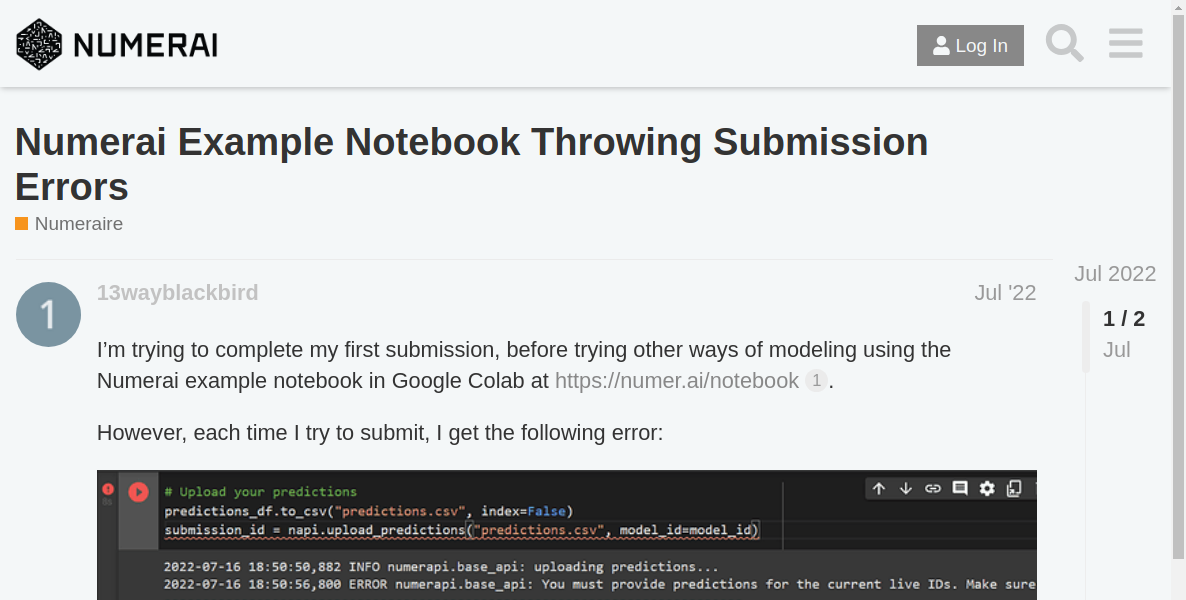 NUMERAI
Log In
Numerai Example Notebook Throwing Submission
Errors
Numeraire
Jul 2022
1
13wayblackbird
Jul '22
1 / 2
Jul
I’m trying to complete my first submission, before trying other ways of modeling using the
Numerai example notebook in Google Colab at https://numer.ai/notebook 1.
However, each time I try to submit, I get the following error:
# Upload your predictions
predictions_df.to_csv("predictions.csv", index=False)
submission_id = napi.upload_predictions("predictions.csv", model_id=model_id)
2022-07-16 18:50:50,882 INFO numerapi.base_api: uploading predictions...
2022-07-16 18:50:56,800 ERROR numerapi.base_api: You must provide predictions for the current live IDs. Make sure